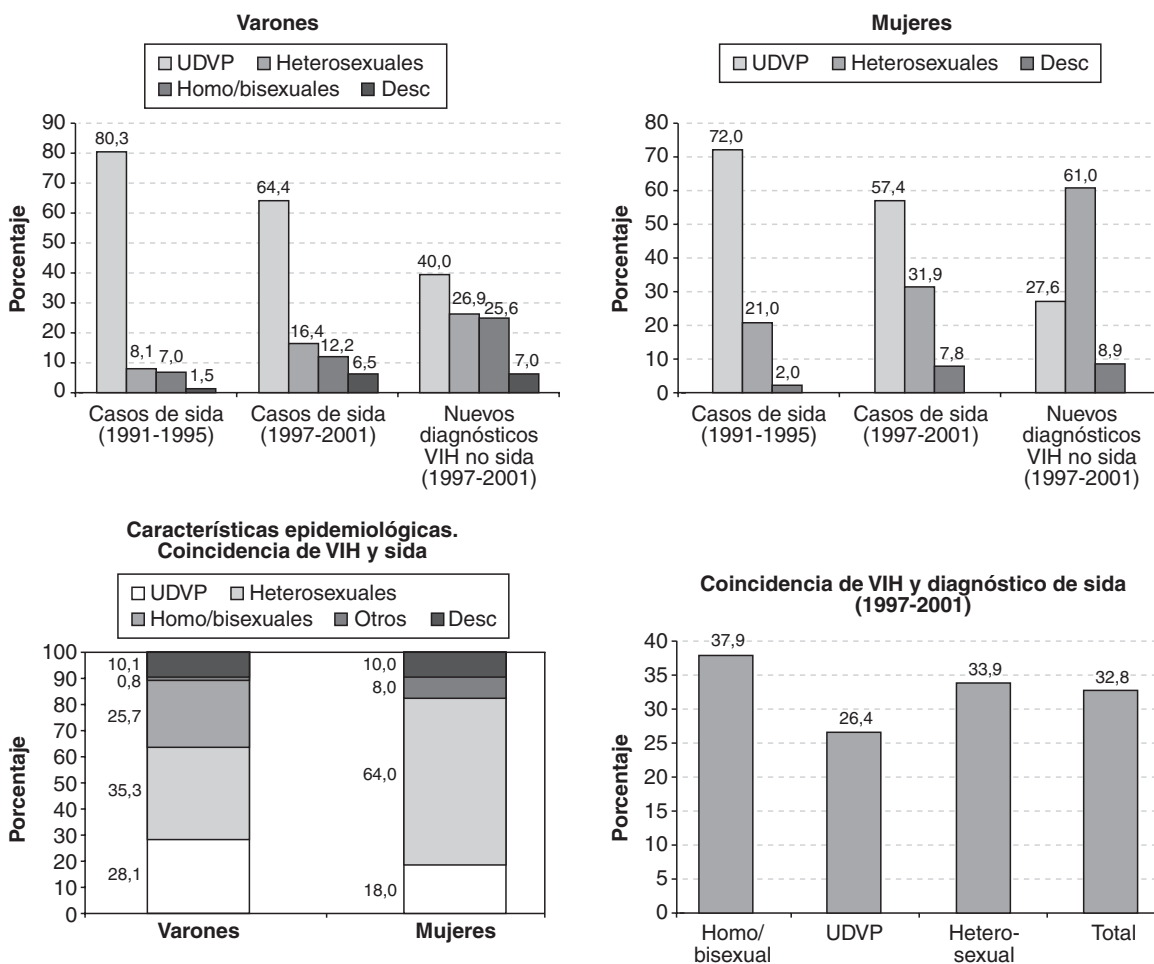 Varones
UDVP Heterosexuales
Homo/bisexuales Desc
Porcentaje
90
80
70
60
50
40
30
20
10
0
80,3
8,1
7,0
1,5
64,4
16,4
12,2
6,5
40,0
26,9
25,6
7,0
Casos de sida
(1991-1995)
Casos de sida
(1997-2001)
Nuevos
diagnósticos
VIH no sida
(1997-2001)
Mujeres
UDVP Heterosexuales Desc
Porcentaje
80
70
60
50
40
30
20
10
0
72,0
21,0
2,0
57,4
31,9
7,8
27,6
61,0
8,9
Casos de sida
(1991-1995)
Casos de sida
(1997-2001)
Nuevos
diagnósticos
VIH no sida
(1997-2001)
Características epidemiológicas.
Coincidencia de VIH y sida
UDVP Heterosexuales
Homo/bisexuales Otros Desc
Porcentaje
100
90
80
70
60
50
40
30
20
10
0
10,1
0,8
25,7
35,3
28,1
10,0
8,0
64,0
18,0
Varones
Mujeres
Coincidencia de VIH y diagnóstico de sida
(1997-2001)
Porcentaje
40
35
30
25
20
15
10
5
0
37,9
26,4
33,9
32,8
Homo/
bisexual
UDVP
Hetero-
sexual
Total